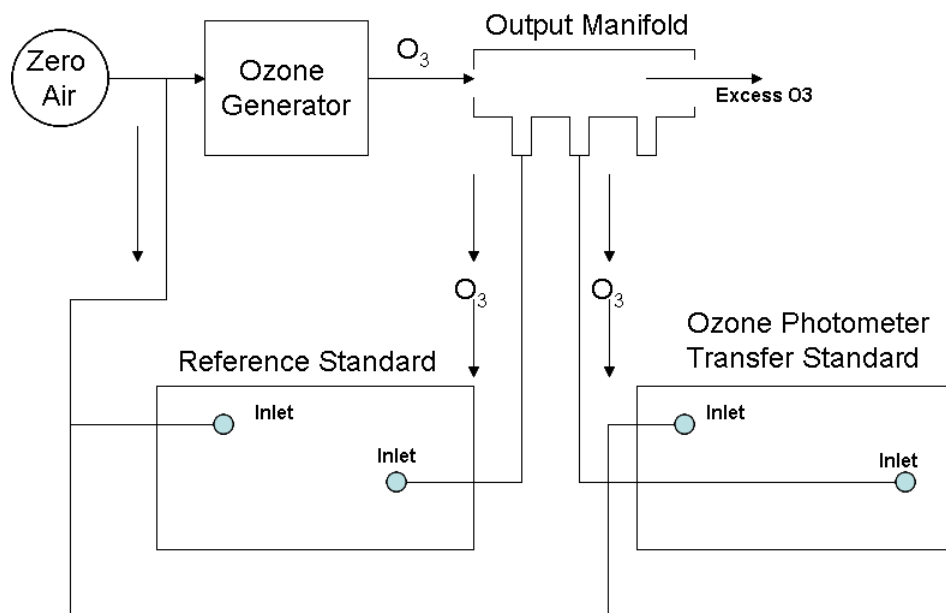 Output Manifold
Zero
Air
Ozone
Generator
O3
Excess O3
O3
O3
Reference Standard
Ozone Photometer
Transfer Standard
Inlet
Inlet
Inlet
Inlet